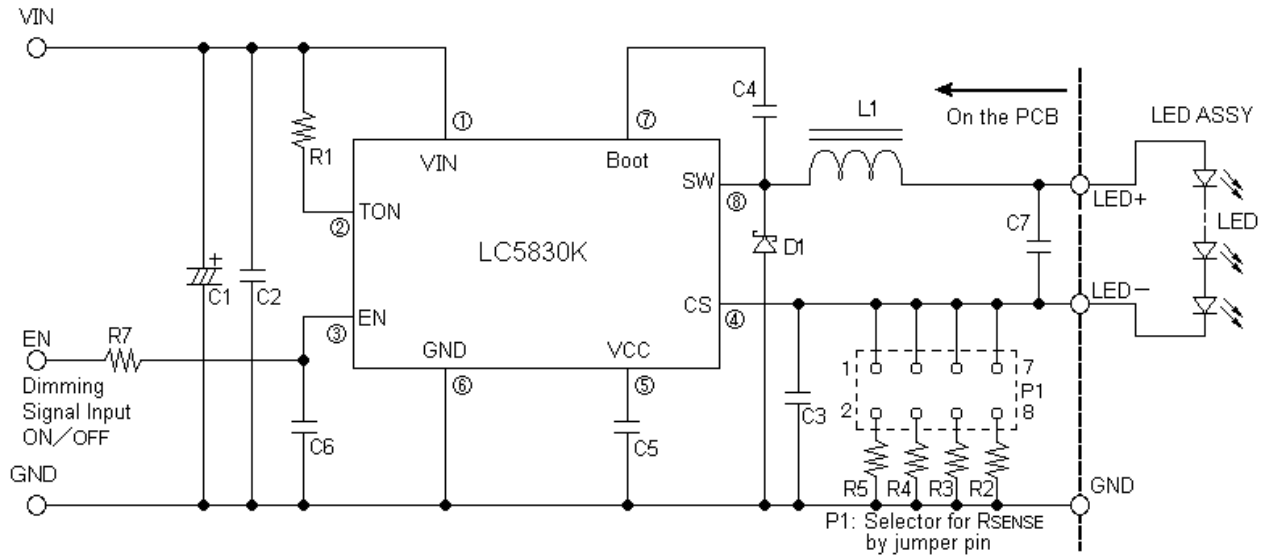 VIN
C4
L1
On the PCB
LED ASSY
①
⑦
R1
VIN
Boot
SW
⑧
LED+
LED
②
TON
C7
D1
LC5830K
+
C1
C2
CS
④
LED−
③
EN
EN
R7
GND
VCC
1
7
P1
⑥
⑤
Dimming
Signal Input
ON/OFF
C3
2
8
C6
C5
GND
R5
R4
R3
R2
GND
P1: Selector for RSENSE
by jumper pin